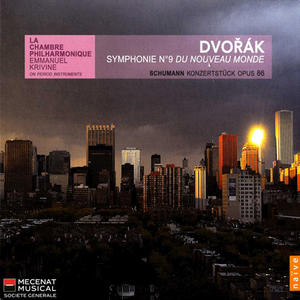 LA
CHAMBRE
PHILHARMONIQUE
EMMANUEL
KRIVINE
ON PERIOD INSTRUMENTS
DVOŘÁK
SYMPHONIE N°9 DU NOUVEAU MONDE
SCHUMANN KONZERTSTÜCK OPUS 86
MECENAT
MUSICAL
SOCIETE GENERALE
naïve